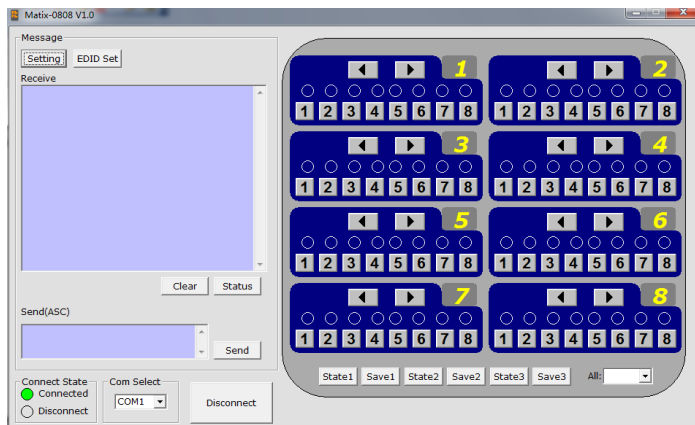 Matix-0808 V1.0
Message
Setting EDID Set
Receive
Clear Status
Send(ASC)
Send
Connect State
Connected
Disconnect
Com Select
COM1
Disconnect
1
1 2 3 4 5 6 7 8
2
1 2 3 4 5 6 7 8
3
1 2 3 4 5 6 7 8
4
1 2 3 4 5 6 7 8
5
1 2 3 4 5 6 7 8
6
1 2 3 4 5 6 7 8
7
1 2 3 4 5 6 7 8
8
1 2 3 4 5 6 7 8
State1 Save1 State2 Save2 State3 Save3 All: